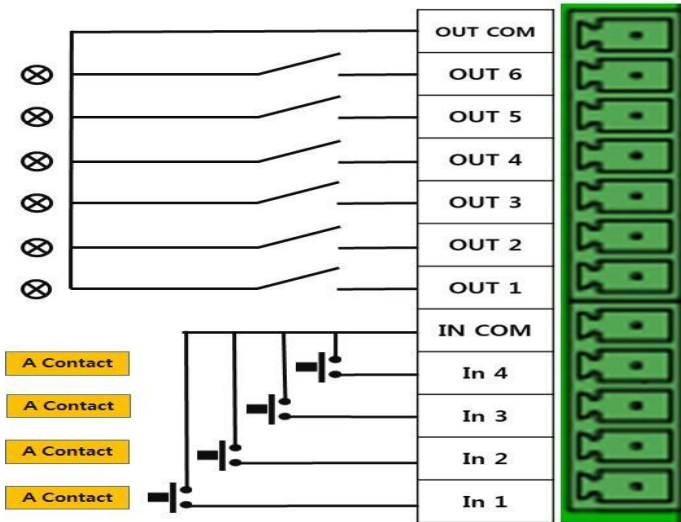 OUT COM
OUT 6
OUT 5
OUT 4
OUT 3
OUT 2
OUT 1
IN COM
A Contact
In 4
A Contact
In 3
A Contact
In 2
A Contact
In 1